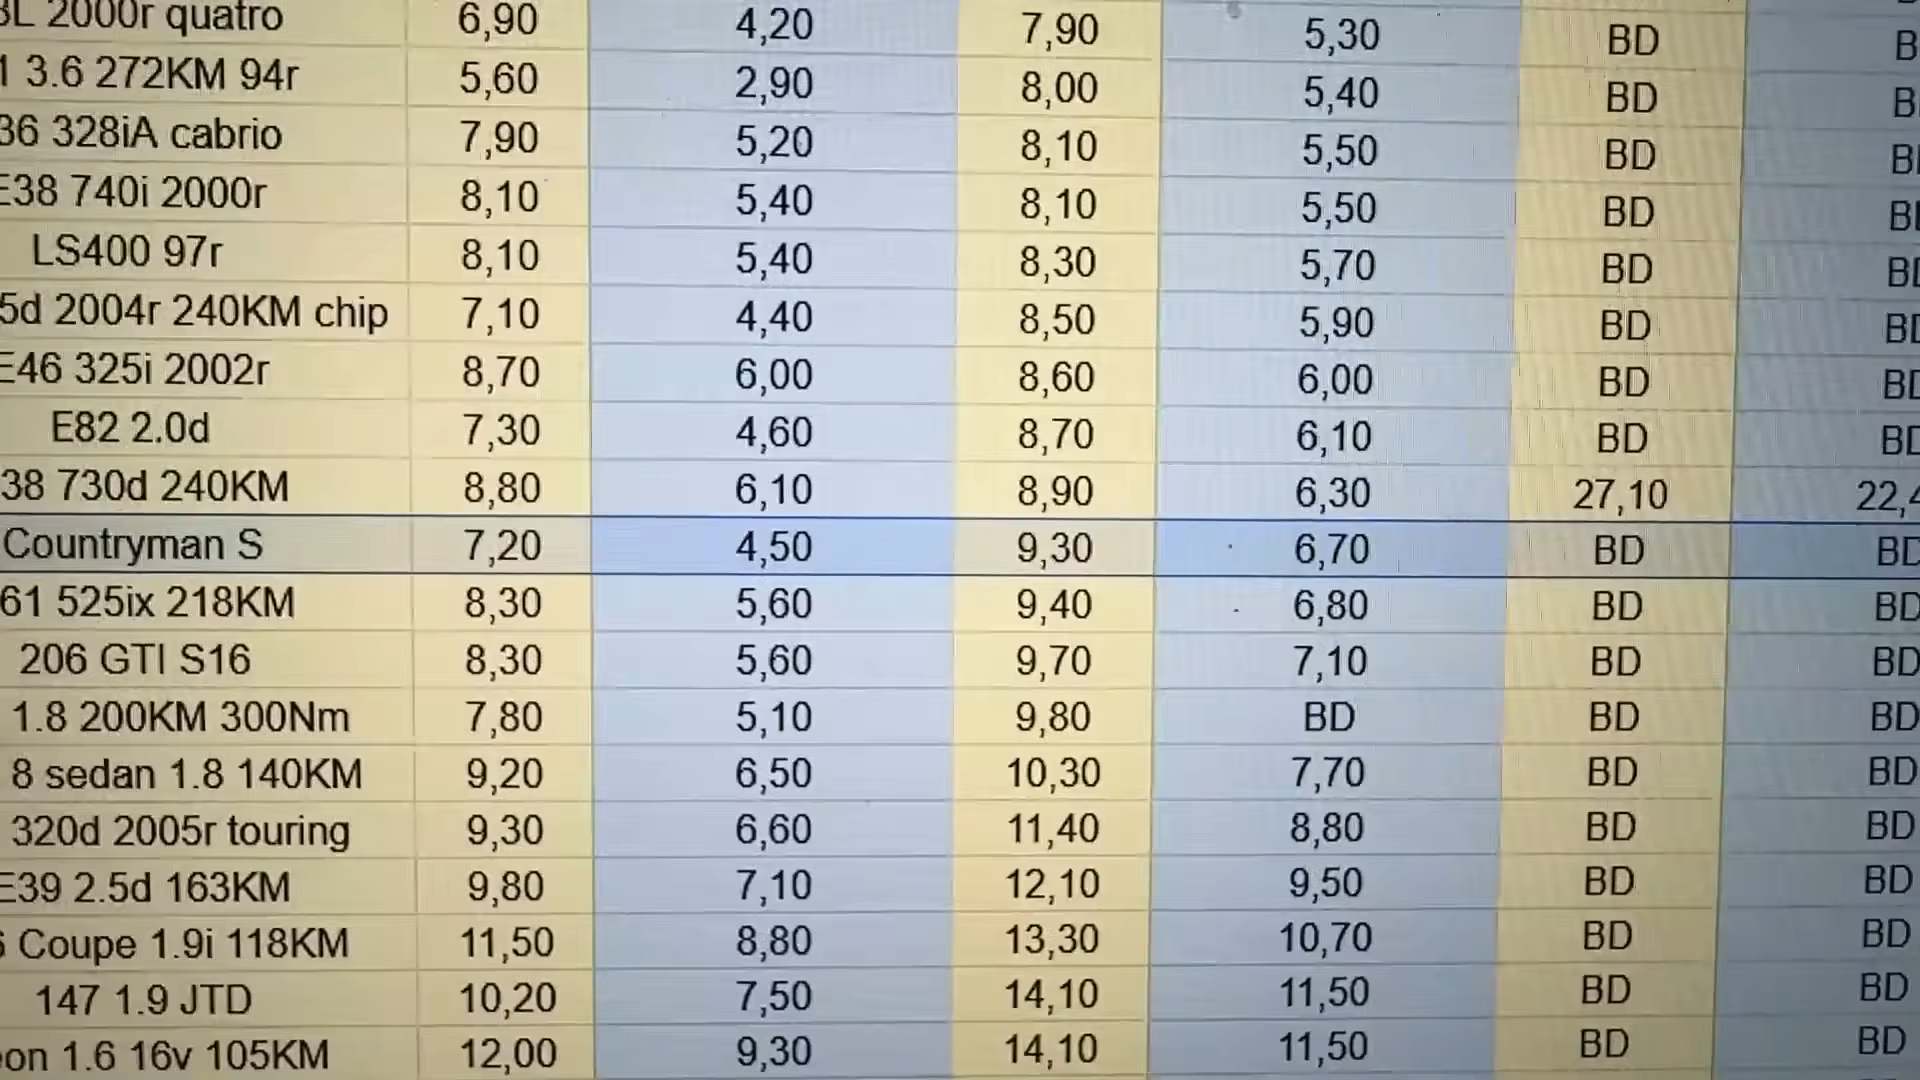 3L 2000r quatro 6,90 4,20 7,90 5,30 BD
1 3.6 272KM 94r 5,60 2,90 8,00 5,40 BD
36 328iA cabrio 7,90 5,20 8,10 5,50 BD
E38 740i 2000r 8,10 5,40 8,10 5,50 BD
LS400 97r 8,10 5,40 8,30 5,70 BD
5d 2004r 240KM chip 7,10 4,40 8,50 5,90 BD
E46 325i 2002r 8,70 6,00 8,60 6,00 BD
E82 2.0d 7,30 4,60 8,70 6,10 BD
38 730d 240KM 8,80 6,10 8,90 6,30 27,10 22,4
Countryman S 7,20 4,50 9,30 6,70 BD BD
61 525ix 218KM 8,30 5,60 9,40 6,80 BD BD
206 GTI S16 8,30 5,60 9,70 7,10 BD BD
1.8 200KM 300Nm 7,80 5,10 9,80 BD BD BD
8 sedan 1.8 140KM 9,20 6,50 10,30 7,70 BD BD
320d 2005r touring 9,30 6,60 11,40 8,80 BD BD
E39 2.5d 163KM 9,80 7,10 12,10 9,50 BD BD
Coupe 1.9i 118KM 11,50 8,80 13,30 10,70 BD BD
147 1.9 JTD 10,20 7,50 14,10 11,50 BD BD
eon 1.6 16v 105KM 12,00 9,30 14,10 11,50 BD BD